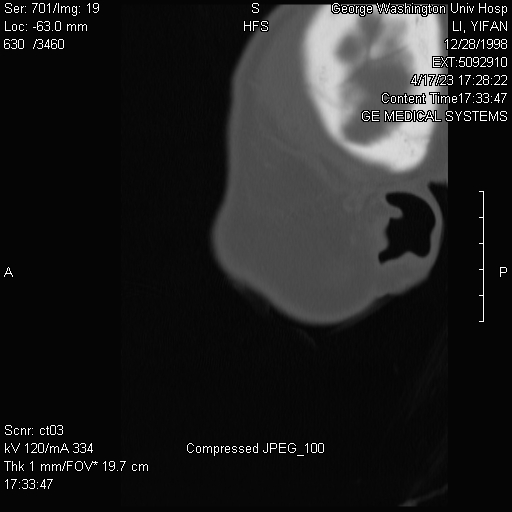 Ser: 701/Img: 19
Loc: -63.0 mm
630 /3460
S
HFS
George Washington Univ Hosp
LI, YIFAN
12/28/1998
EXT:5092910
4/17/23 17:28:22
Content Time17:33:47
GE MEDICAL SYSTEMS
A
P
Scnr: ct03
kV 120/mA 334
Thk 1 mm/FOV* 19.7 cm
17:33:47
Compressed JPEG_100